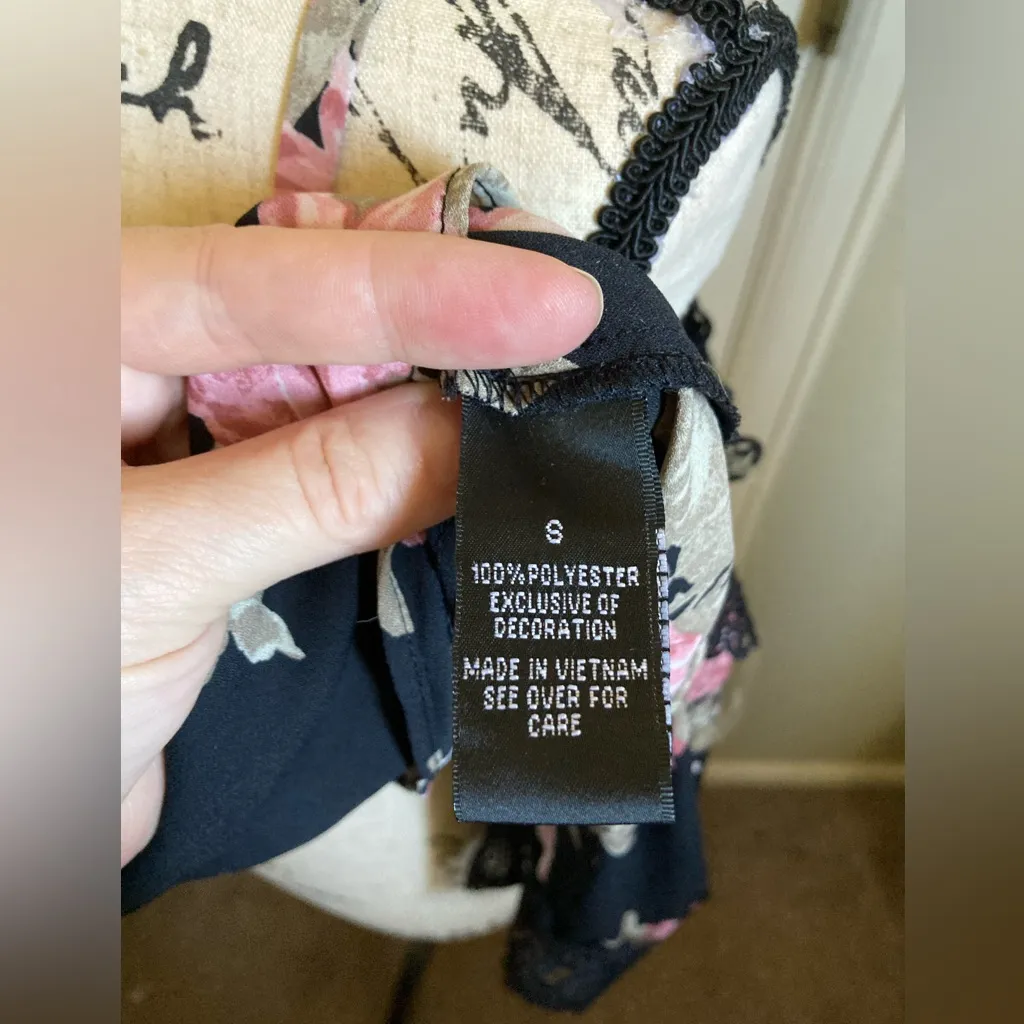 S
100%POLYESTER
EXCLUSIVE OF
DECORATION
MADE IN VIETNAM
SEE OVER FOR
CARE